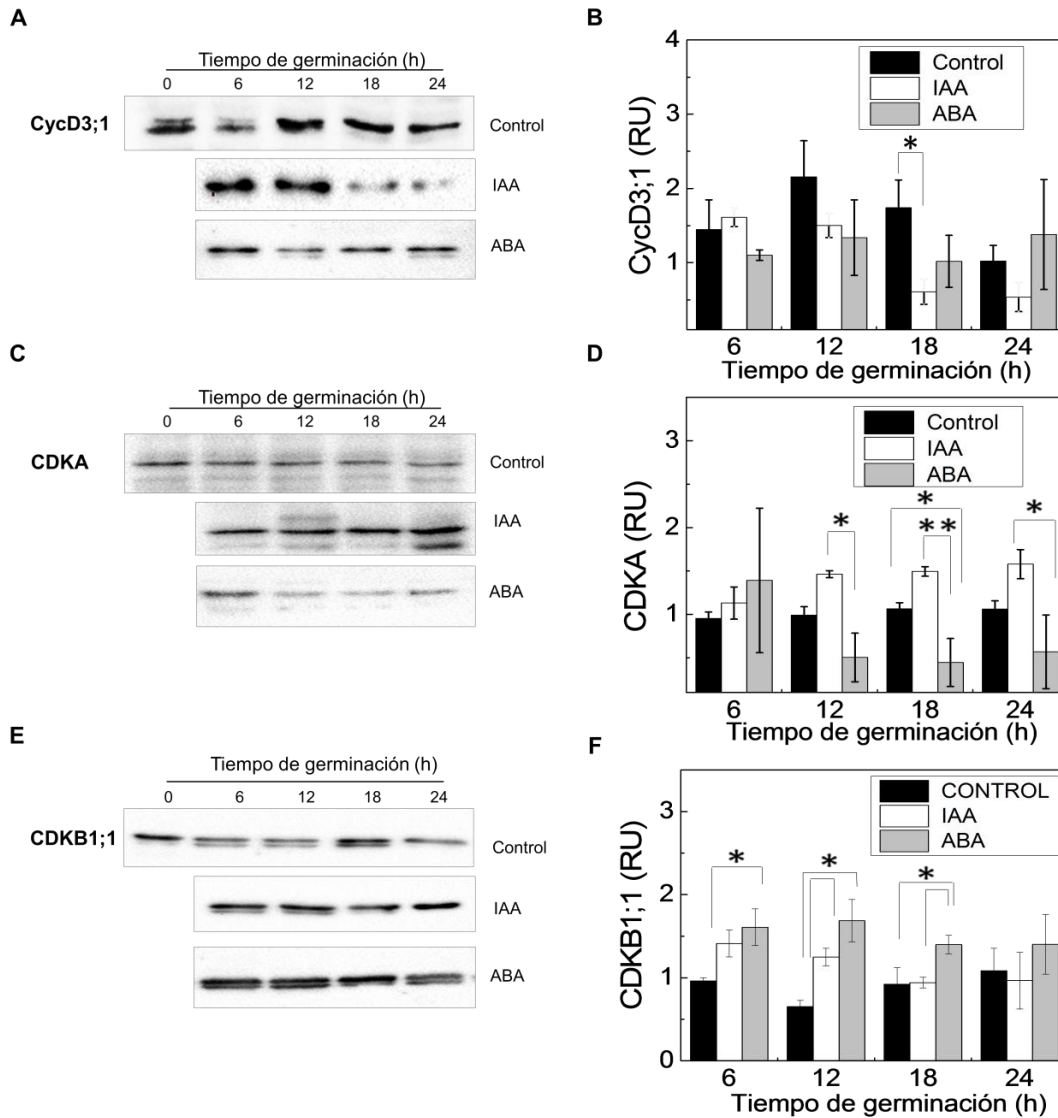 A
Tiempo de germinación (h)
0 6 12 18 24
CycD3;1
Control
IAA
ABA
B
4
3
2
1
CycD3;1 (RU)
Control
IAA
ABA
*
6 12 18 24
Tiempo de germinación (h)
C
Tiempo de germinación (h)
0 6 12 18 24
CDKA
Control
IAA
ABA
D
3
2
1
CDKA (RU)
Control
IAA
ABA
* * ** *
6 12 18 24
Tiempo de germinación (h)
E
Tiempo de germinación (h)
0 6 12 18 24
CDKB1;1
Control
IAA
ABA
F
3
2
1
0
CDKB1;1 (RU)
CONTROL
IAA
ABA
* * *
6 12 18 24
Tiempo de germinación (h)